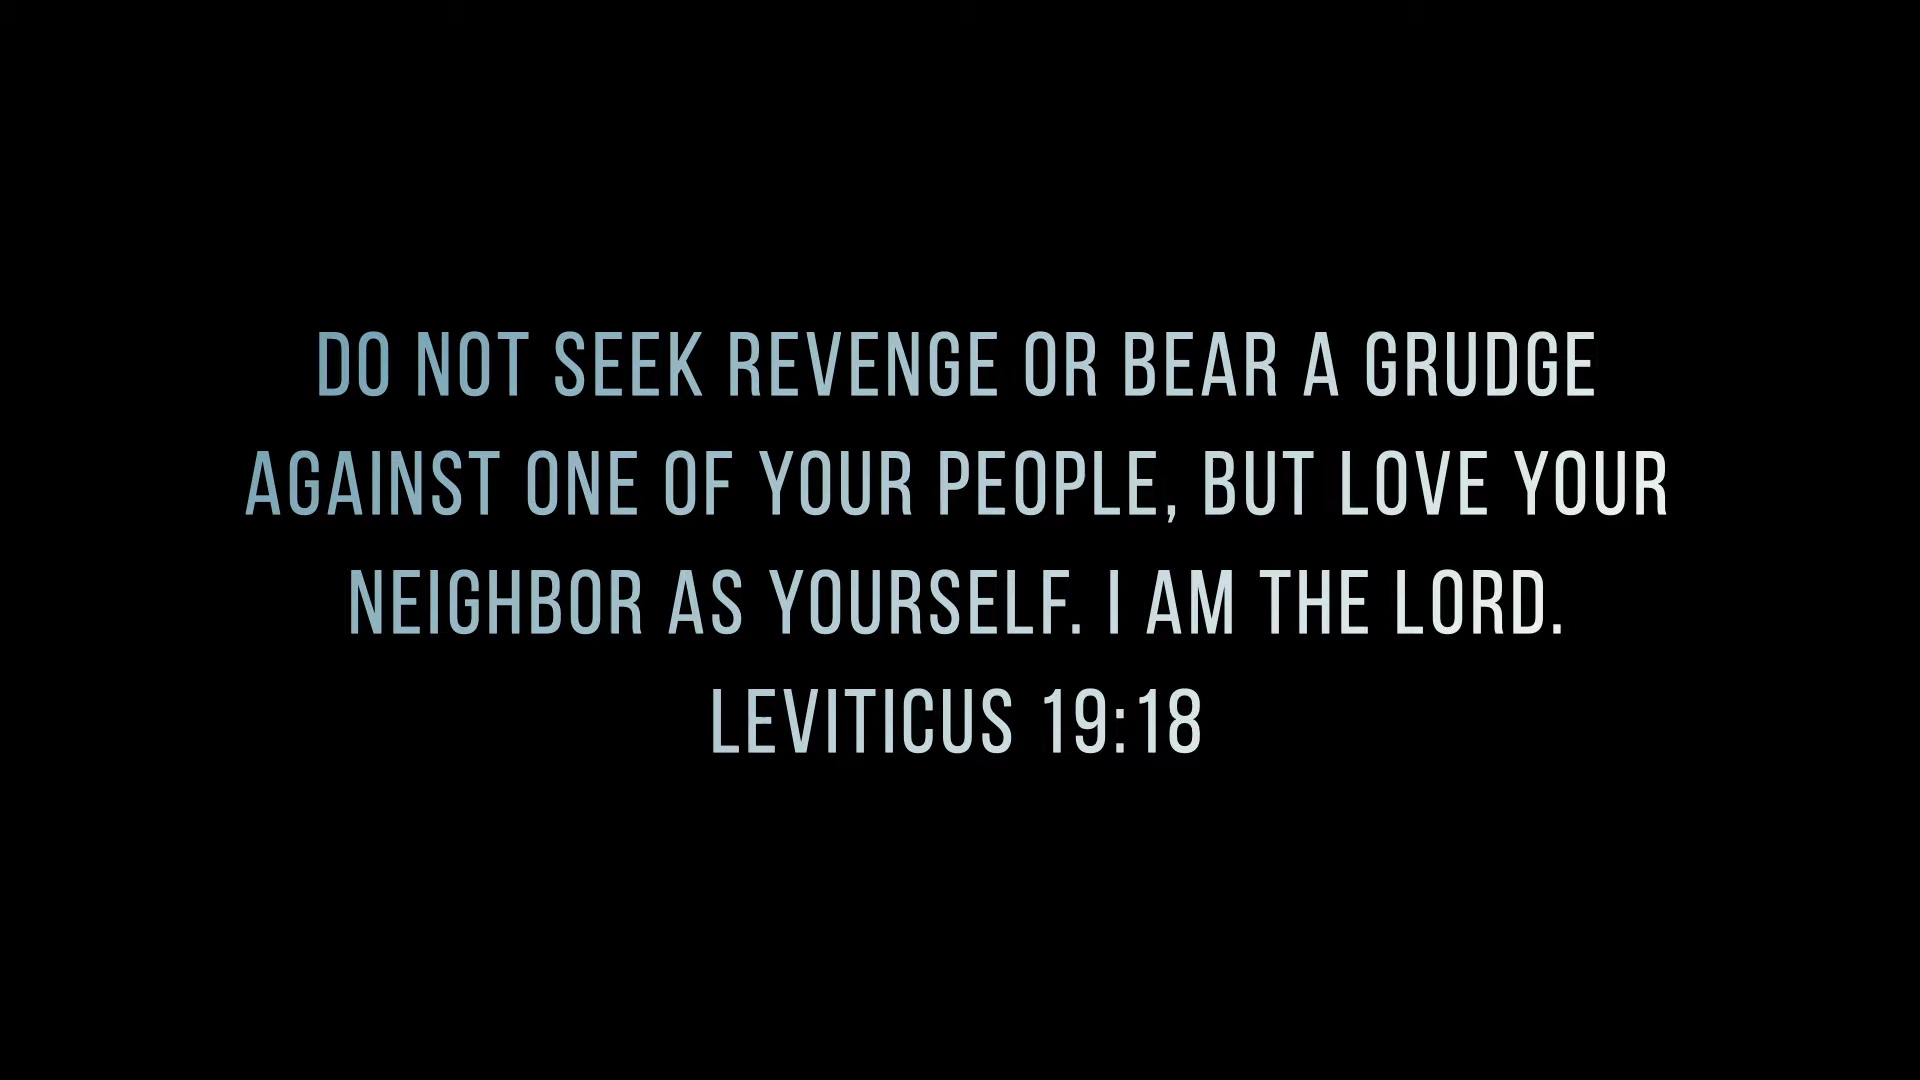 DO NOT SEEK REVENGE OR BEAR A GRUDGE
AGAINST ONE OF YOUR PEOPLE, BUT LOVE YOUR
NEIGHBOR AS YOURSELF. I AM THE LORD.
LEVITICUS 19:18